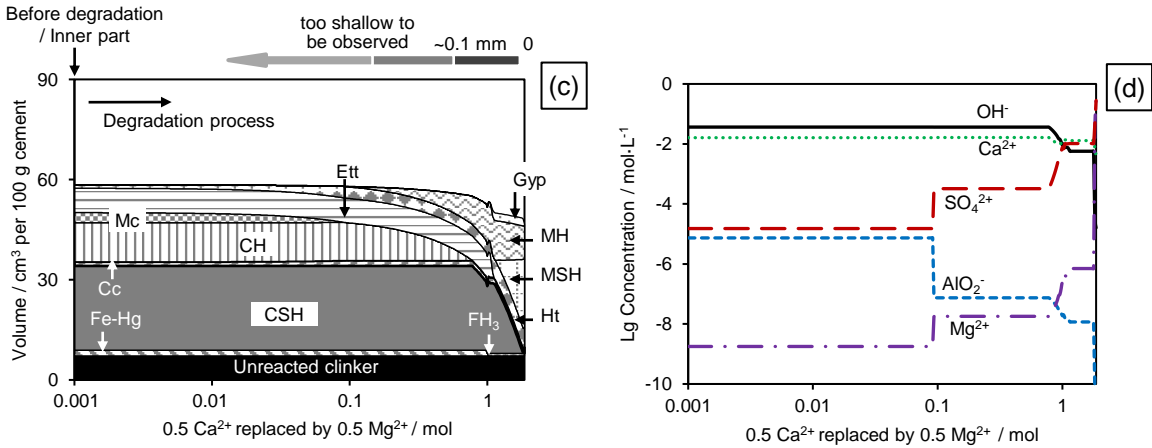 Before degradation
/ Inner part
too shallow to
be observed
~0.1 mm
0
(c)
90
60
30
0
Volume / cm³ per 100 g cement
Degradation process
Ett
Gyp
Mc
MH
CH
MSH
Cc
CSH
Ht
Fe-Hg
FH₃
Unreacted clinker
0.001
0.01
0.1
1
0.5 Ca²⁺ replaced by 0.5 Mg²⁺ / mol
(d)
0
-2
-4
-6
-8
-10
Lg Concentration / mol·L⁻¹
OH⁻
Ca²⁺
SO₄²⁺
AlO₂⁻
Mg²⁺
0.001
0.01
0.1
1
0.5 Ca²⁺ replaced by 0.5 Mg²⁺ / mol